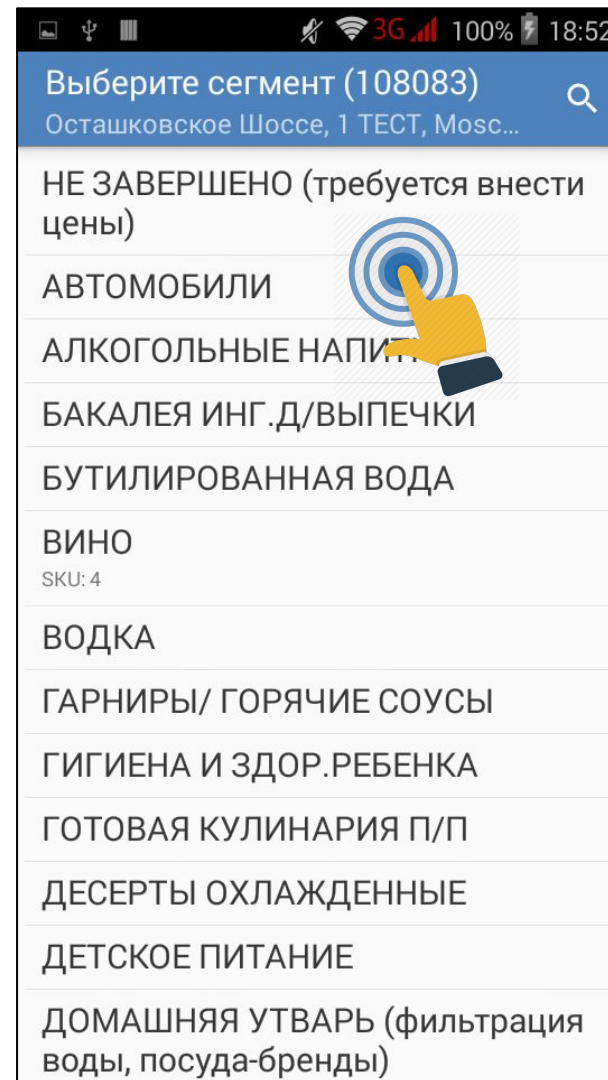 3G 100% 18:52
Выберите сегмент (108083)
Осташковское Шоссе, 1 ТЕСТ, Mosc...
НЕ ЗАВЕРШЕНО (требуется внести
цены)
АВТОМОБИЛИ
АЛКОГОЛЬНЫЕ НАПИТ
БАКАЛЕЯ ИНГ.Д/ВЫПЕЧКИ
БУТИЛИРОВАННАЯ ВОДА
ВИНО
SKU: 4
ВОДКА
ГАРНИРЫ/ ГОРЯЧИЕ СОУСЫ
ГИГИЕНА И ЗДОР.РЕБЕНКА
ГОТОВАЯ КУЛИНАРИЯ П/П
ДЕСЕРТЫ ОХЛАЖДЕННЫЕ
ДЕТСКОЕ ПИТАНИЕ
ДОМАШНЯЯ УТВАРЬ (фильтрация
воды, посуда-бренды)